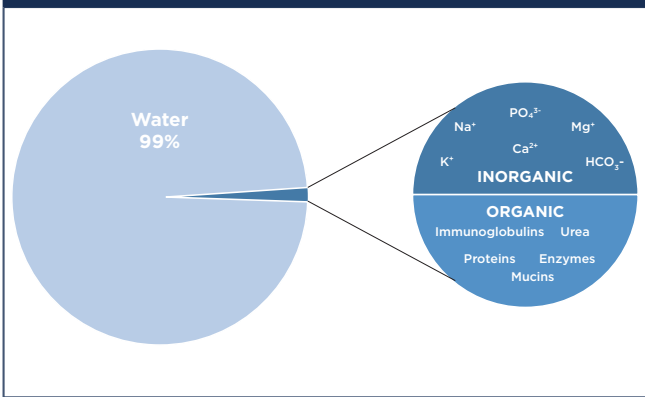 Water
99%
PO₄³⁻
Na⁺
Mg⁺
Ca²⁺
K⁺
HCO₃-
INORGANIC
ORGANIC
Immunoglobulins Urea
Proteins Enzymes
Mucins